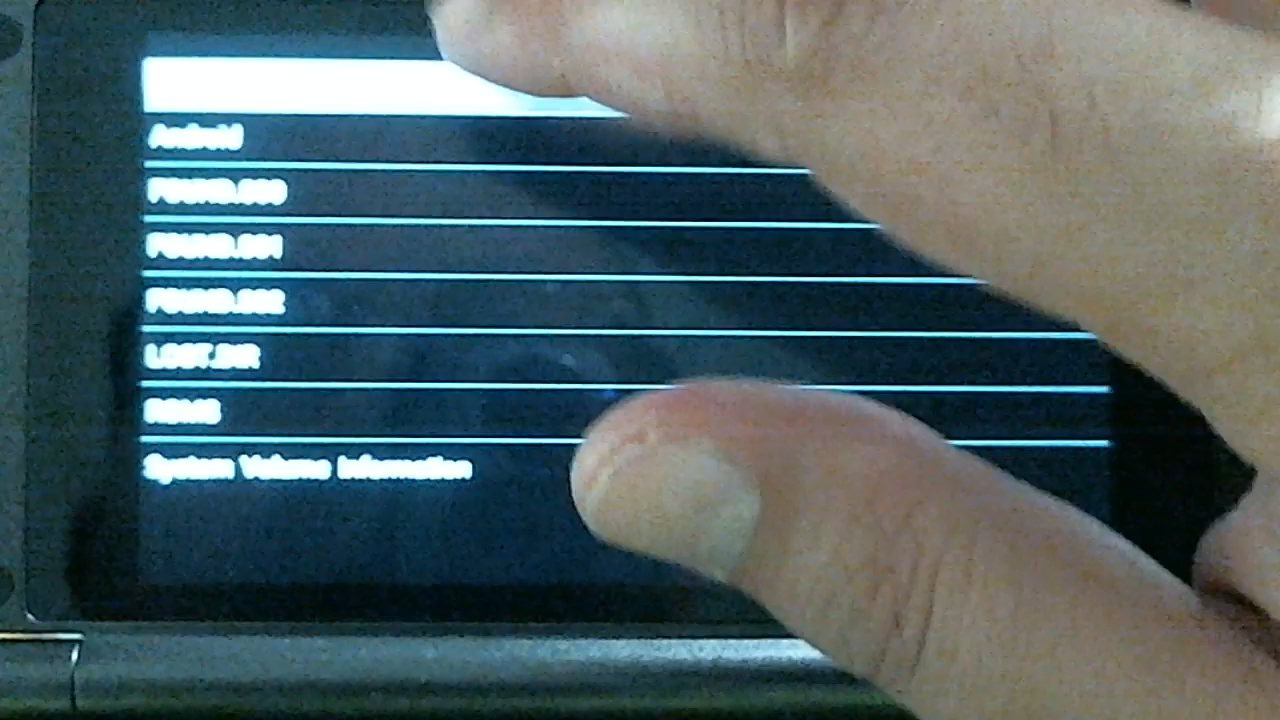 Android
FOUND.000
FOUND.001
FOUND.002
LOST.DIR
ROMS
System Volume Information